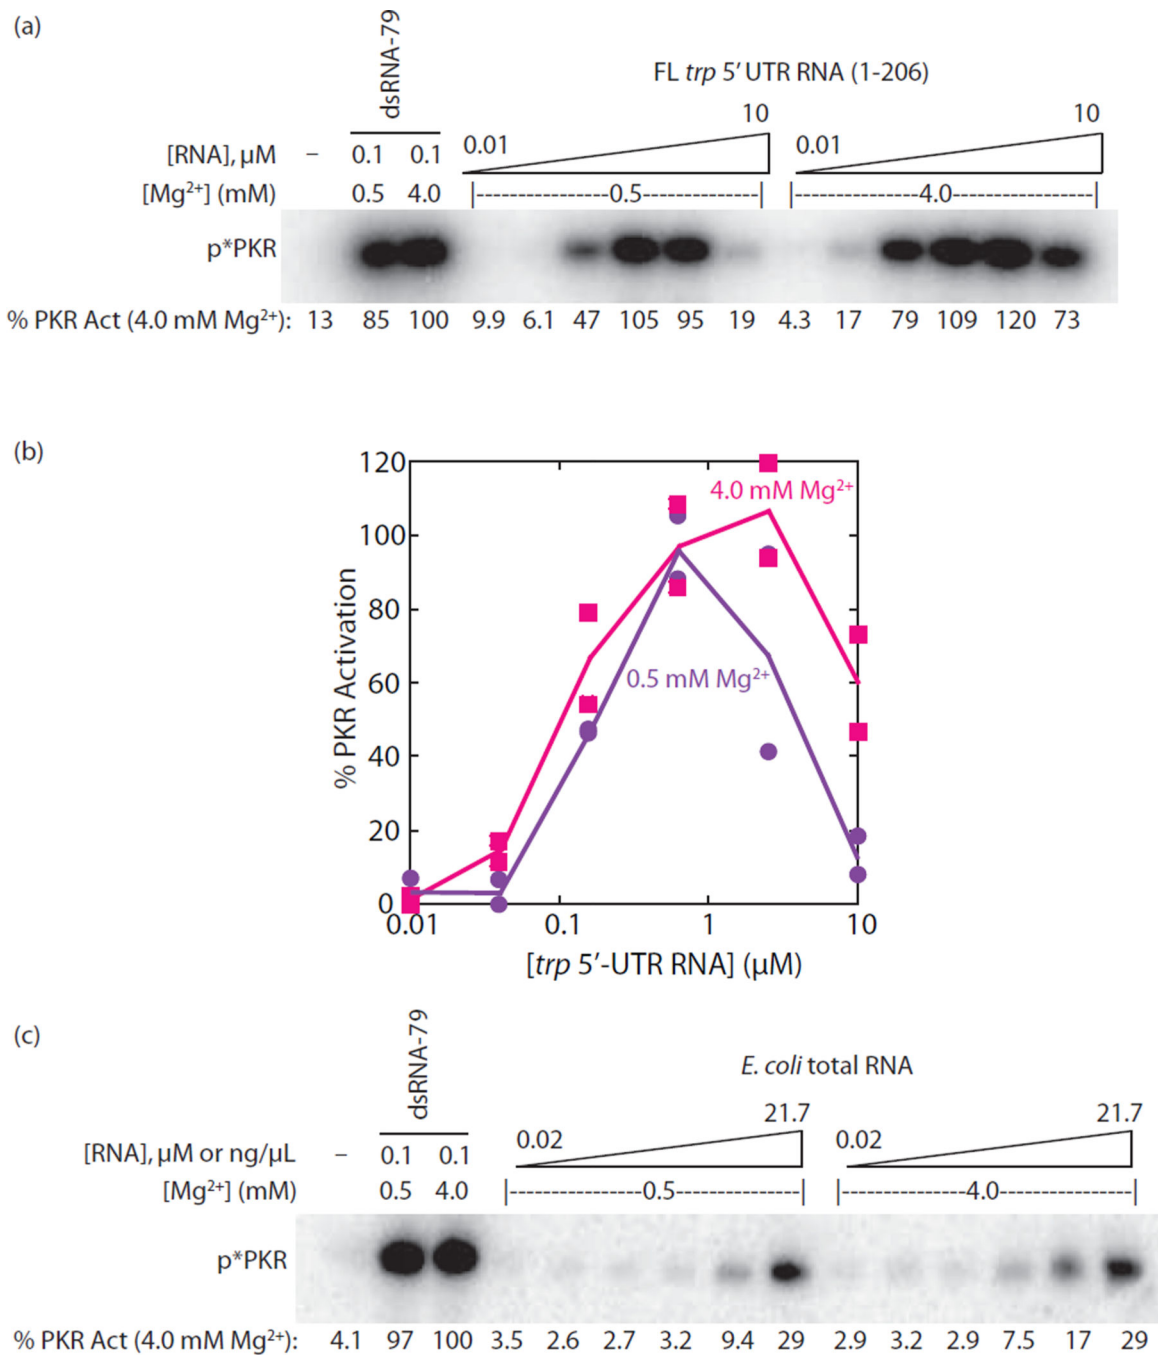 (a)
dsRNA-79
FL trp 5′ UTR RNA (1-206)
10 10
[RNA], µM – 0.1 0.1 0.01 0.01
[Mg²⁺] (mM) 0.5 4.0 |---------------0.5-----------| |---------------4.0---------------|
p*PKR
% PKR Act (4.0 mM Mg²⁺): 13 85 100 9.9 6.1 47 105 95 19 4.3 17 79 109 120 73
(b)
120
100
80
60
40
20
0
% PKR Activation
4.0 mM Mg²⁺
0.5 mM Mg²⁺
0.01 0.1 1 10
[trp 5′-UTR RNA] (µM)
(c)
dsRNA-79
E. coli total RNA
21.7 21.7
[RNA], µM or ng/µL – 0.1 0.1 0.02 0.02
[Mg²⁺] (mM) 0.5 4.0 |---------------0.5--------------| |--------------4.0---------------|
p*PKR
% PKR Act (4.0 mM Mg²⁺): 4.1 97 100 3.5 2.6 2.7 3.2 9.4 29 2.9 3.2 2.9 7.5 17 29